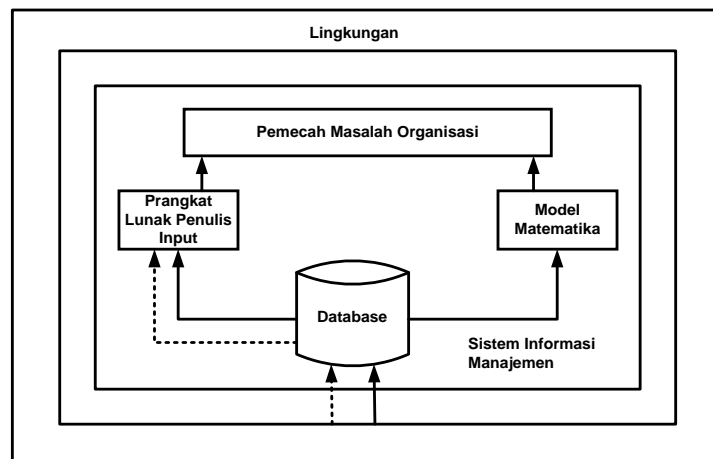 Lingkungan
Pemecah Masalah Organisasi
Prangkat
Lunak Penulis
Input
Model
Matematika
Database
Sistem Informasi
Manajemen